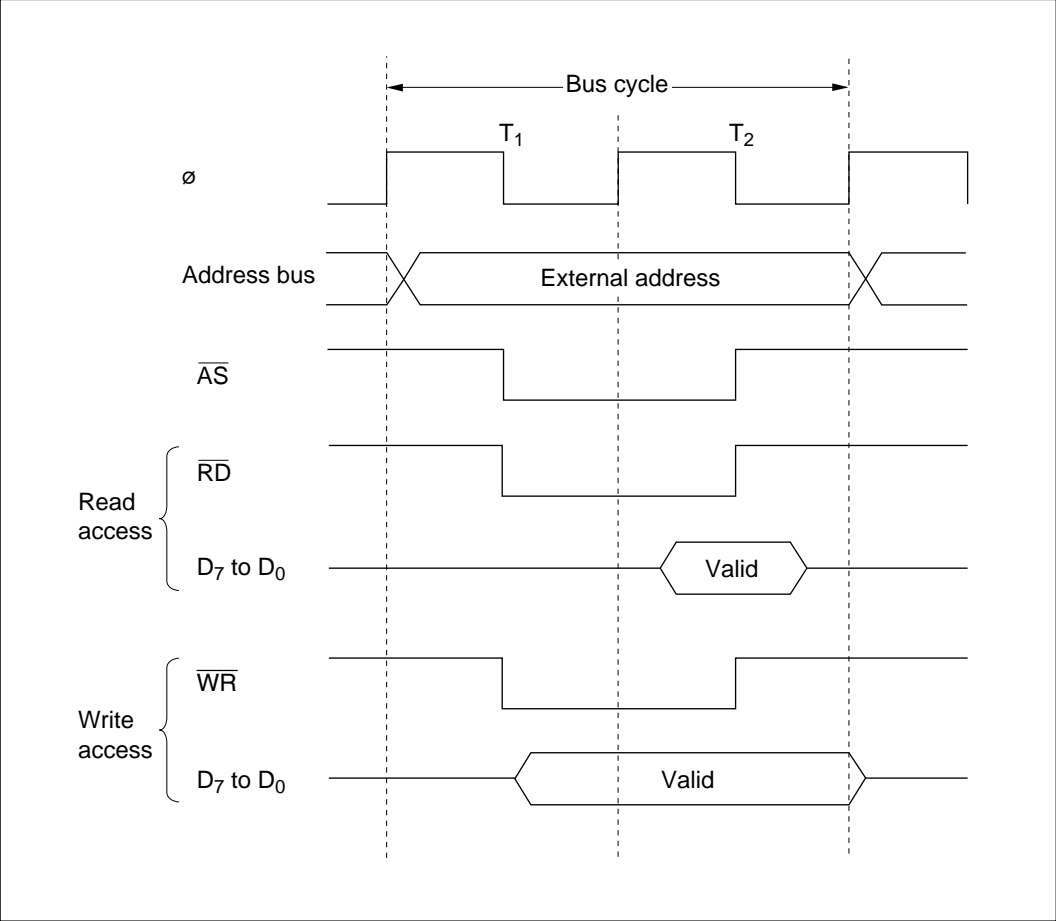 Bus cycle
T1 T2
ø
Address bus External address
AS
RD
Read
access
D7 to D0 Valid
WR
Write
access
D7 to D0 Valid